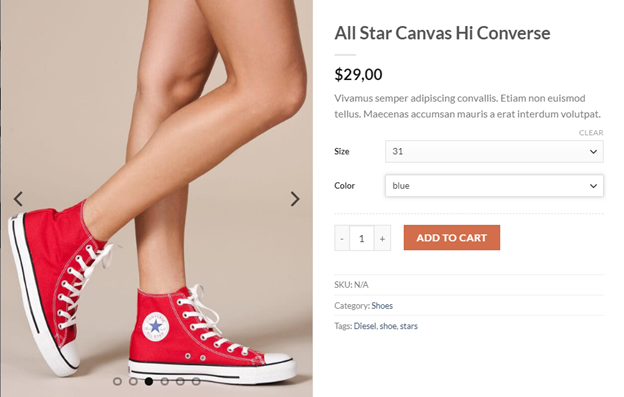 All Star Canvas Hi Converse
$29,00
Vivamus semper adipiscing convallis. Etiam non euismod
tellus. Maecenas accumsan mauris a erat interdum volutpat.
CLEAR
Size
31
Color
blue
- 1 +
ADD TO CART
SKU: N/A
Category: Shoes
Tags: Diesel, shoe, stars